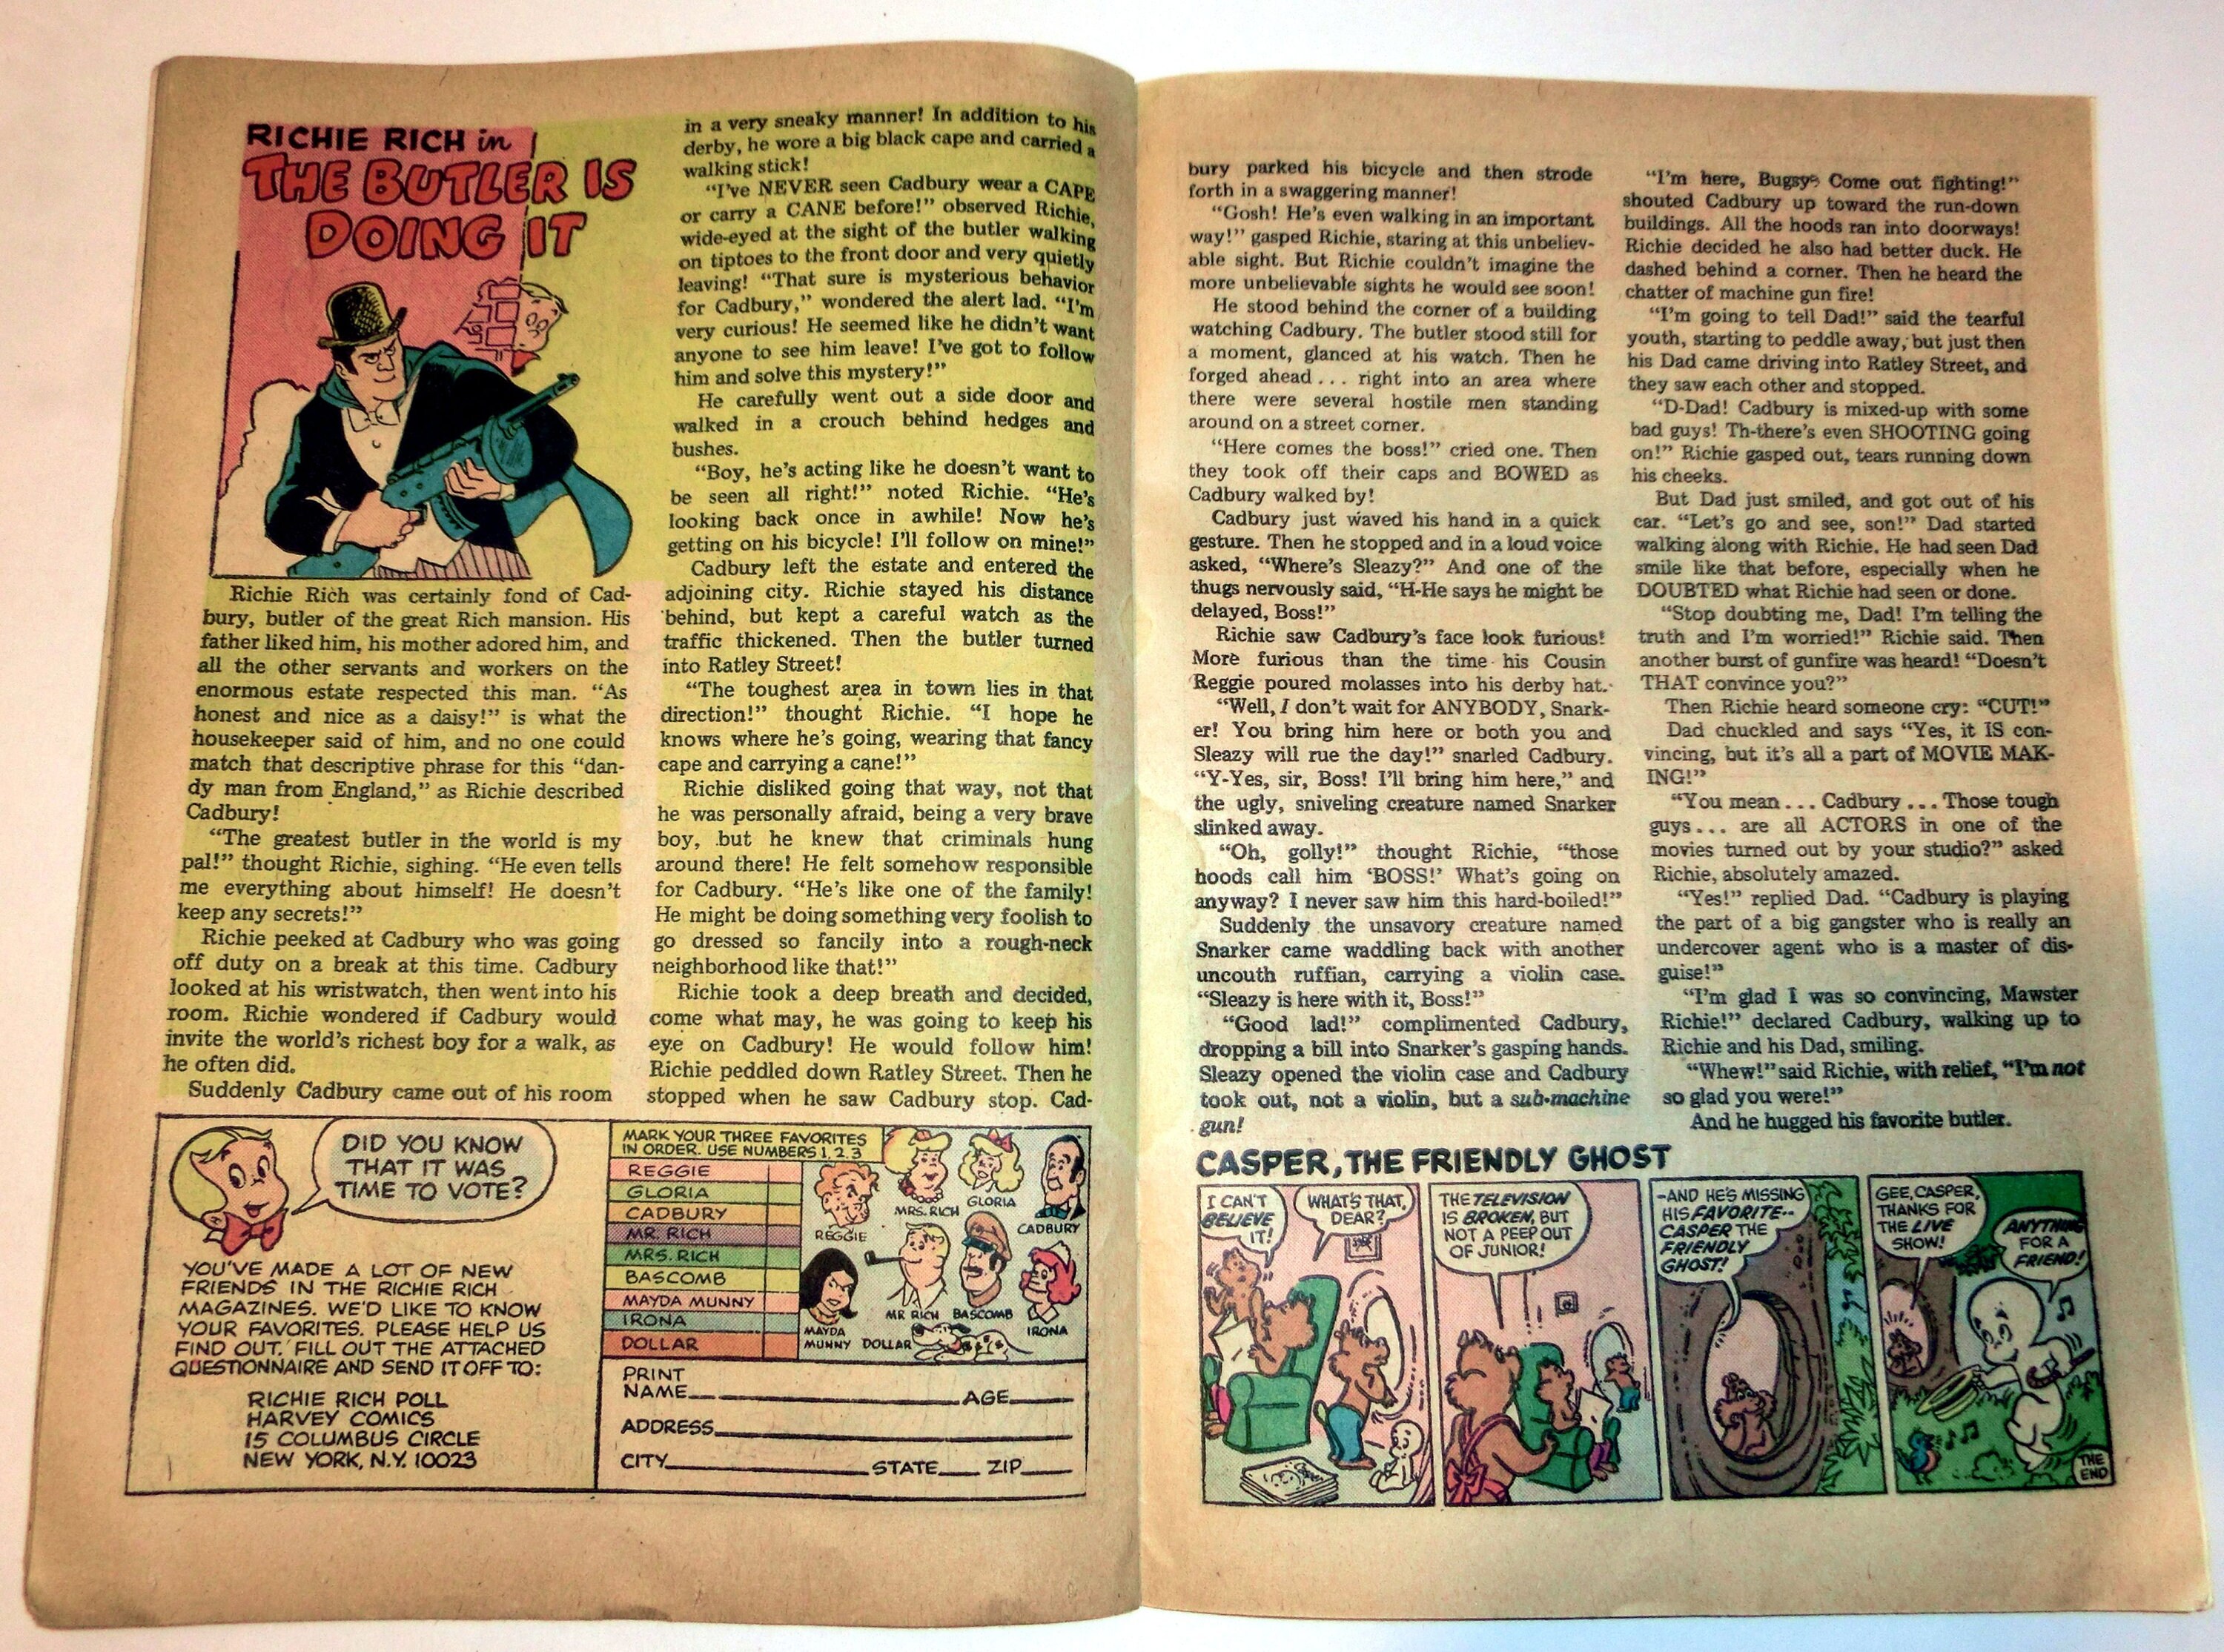 RICHIE RICH in
THE BUTLER IS
DOING IT
Richie Rich was certainly fond of Cad-
bury, butler of the great Rich mansion. His
father liked him, his mother adored him, and
all the other servants and workers on the
enormous estate respected this man. “As
honest and nice as a daisy!” is what the
housekeeper said of him, and no one could
match that descriptive phrase for this “dan-
dy man from England,” as Richie described
Cadbury!
“The greatest butler in the world is my
pal!” thought Richie, sighing. “He even tells
me everything about himself! He doesn’t
keep any secrets!”
Richie peeked at Cadbury who was going
off duty on a break at this time. Cadbury
looked at his wristwatch, then went into his
room. Richie wondered if Cadbury would
invite the world’s richest boy for a walk, as
he often did.
Suddenly Cadbury came out of his room
in a very sneaky manner! In addition to his
derby, he wore a big black cape and carried a
walking stick!
“I’ve NEVER seen Cadbury wear a CAPE
or carry a CANE before!” observed Richie,
wide-eyed at the sight of the butler walking
on tiptoes to the front door and very quietly
leaving! “That sure is mysterious behavior
for Cadbury,” wondered the alert lad. “I’m
very curious! He seemed like he didn’t want
anyone to see him leave! I’ve got to follow
him and solve this mystery!”
He carefully went out a side door and
walked in a crouch behind hedges and
bushes.
“Boy, he’s acting like he doesn’t want to
be seen all right!” noted Richie. “He’s
looking back once in awhile! Now he’s
getting on his bicycle! I’ll follow on mine!”
Cadbury left the estate and entered the
adjoining city. Richie stayed his distance
behind, but kept a careful watch as the
traffic thickened. Then the butler turned
into Ratley Street!
“The toughest area in town lies in that
direction!” thought Richie. “I hope he
knows where he’s going, wearing that fancy
cape and carrying a cane!”
Richie disliked going that way, not that
he was personally afraid, being a very brave
boy, but he knew that criminals hung
around there! He felt somehow responsible
for Cadbury. “He’s like one of the family!
He might be doing something very foolish to
go dressed so fancily into a rough-neck
neighborhood like that!”
Richie took a deep breath and decided,
come what may, he was going to keep his
eye on Cadbury! He would follow him!
Richie peddled down Ratley Street. Then he
stopped when he saw Cadbury stop. Cad-
DID YOU KNOW
THAT IT WAS
TIME TO VOTE?
YOU'VE MADE A LOT OF NEW
FRIENDS IN THE RICHIE RICH
MAGAZINES. WE'D LIKE TO KNOW
YOUR FAVORITES. PLEASE HELP US
FIND OUT. FILL OUT THE ATTACHED
QUESTIONNAIRE AND SEND IT OFF TO:
RICHIE RICH POLL
HARVEY COMICS
15 COLUMBUS CIRCLE
NEW YORK, N.Y. 10023
MARK YOUR THREE FAVORITES
IN ORDER. USE NUMBERS 1, 2, 3
REGGIE
GLORIA
CADBURY
MR. RICH
MRS. RICH
BASCOMB
MAYDA MUNNY
IRONA
DOLLAR
REGGIE
MRS. RICH
GLORIA
CADBURY
MAYDA
MUNNY
MR RICH
BASCOMB
IRONA
DOLLAR
PRINT
NAME AGE
ADDRESS
CITY STATE ZIP
bury parked his bicycle and then strode
forth in a swaggering manner!
“Gosh! He’s even walking in an important
way!” gasped Richie, staring at this unbeliev-
able sight. But Richie couldn’t imagine the
more unbelievable sights he would see soon!
He stood behind the corner of a building
watching Cadbury. The butler stood still for
a moment, glanced at his watch. Then he
forged ahead... right into an area where
there were several hostile men standing
around on a street corner.
“Here comes the boss!” cried one. Then
they took off their caps and BOWED as
Cadbury walked by!
Cadbury just waved his hand in a quick
gesture. Then he stopped and in a loud voice
asked, “Where’s Sleazy?” And one of the
thugs nervously said, “H-He says he might be
delayed, Boss!”
Richie saw Cadbury’s face look furious!
More furious than the time his Cousin
Reggie poured molasses into his derby hat.
“Well, I don’t wait for ANYBODY, Snark-
er! You bring him here or both you and
Sleazy will rue the day!” snarled Cadbury.
“Y-Yes, sir, Boss! I’ll bring him here,” and
the ugly, sniveling creature named Snarker
slinked away.
“Oh, golly!” thought Richie, “those
hoods call him ‘BOSS!’ What’s going on
anyway? I never saw him this hard-boiled!”
Suddenly the unsavory creature named
Snarker came waddling back with another
uncouth ruffian, carrying a violin case.
“Sleazy is here with it, Boss!”
“Good lad!” complimented Cadbury,
dropping a bill into Snarker’s gasping hands.
Sleazy opened the violin case and Cadbury
took out, not a violin, but a sub-machine
gun!
“I’m here, Bugsy! Come out fighting!”
shouted Cadbury up toward the run-down
buildings. All the hoods ran into doorways!
Richie decided he also had better duck. He
dashed behind a corner. Then he heard the
chatter of machine gun fire!
“I’m going to tell Dad!” said the tearful
youth, starting to peddle away, but just then
his Dad came driving into Ratley Street, and
they saw each other and stopped.
“D-Dad! Cadbury is mixed-up with some
bad guys! Th-there’s even SHOOTING going
on!” Richie gasped out, tears running down
his cheeks.
But Dad just smiled, and got out of his
car. “Let’s go and see, son!” Dad started
walking along with Richie. He had seen Dad
smile like that before, especially when he
DOUBTED what Richie had seen or done.
“Stop doubting me, Dad! I’m telling the
truth and I’m worried!” Richie said. Then
another burst of gunfire was heard! “Doesn’t
THAT convince you?”
Then Richie heard someone cry: “CUT!”
Dad chuckled and says “Yes, it IS con-
vincing, but it’s all a part of MOVIE MAK-
ING!”
“You mean... Cadbury... Those tough
guys... are all ACTORS in one of the
movies turned out by your studio?” asked
Richie, absolutely amazed.
“Yes!” replied Dad. “Cadbury is playing
the part of a big gangster who is really an
undercover agent who is a master of dis-
guise!”
“I’m glad I was so convincing, Mawster
Richie!” declared Cadbury, walking up to
Richie and his Dad, smiling.
“Whew!” said Richie, with relief, “I’m not
so glad you were!”
And he hugged his favorite butler.
CASPER, THE FRIENDLY GHOST
I CAN'T
BELIEVE
IT!
WHAT'S THAT,
DEAR?
THE TELEVISION
IS BROKEN, BUT
NOT A PEEP OUT
OF JUNIOR!
-AND HE'S MISSING
HIS FAVORITE--
CASPER THE
FRIENDLY
GHOST!
GEE, CASPER,
THANKS FOR
THE LIVE
SHOW!
ANYTHING
FOR A
FRIEND!
THE
END